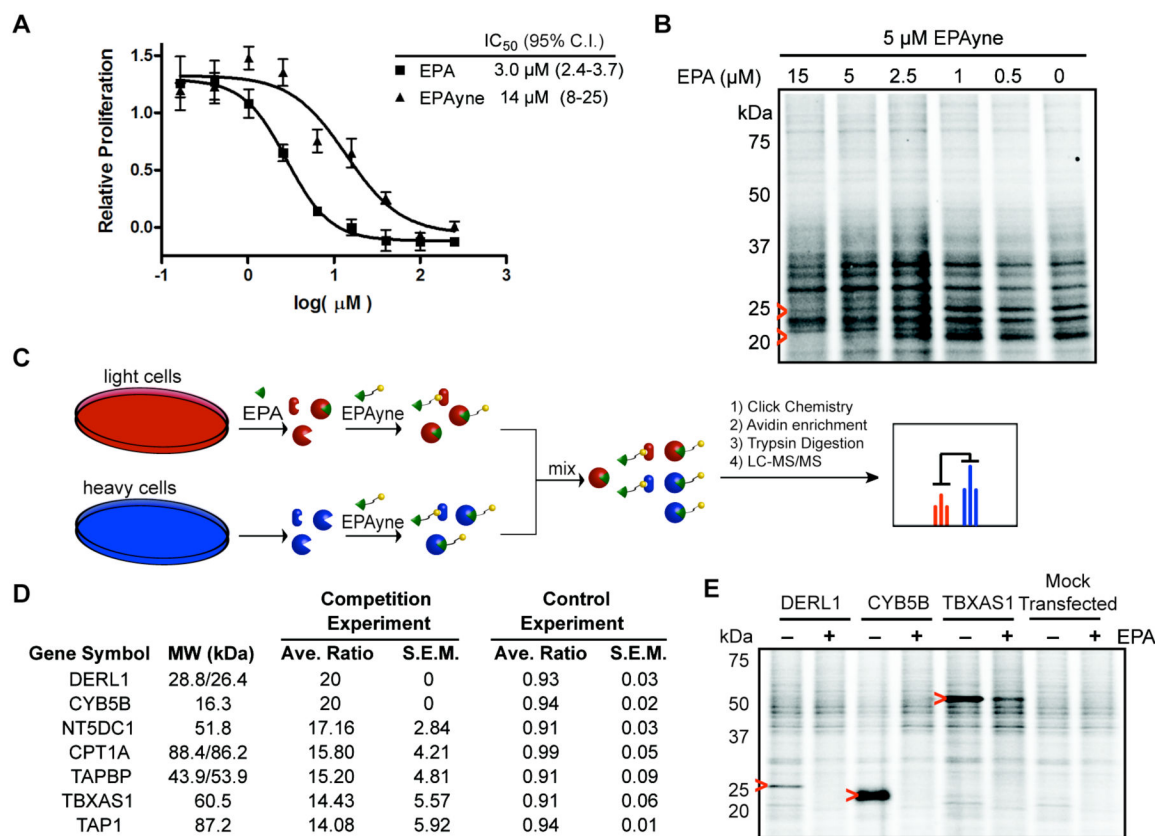 A
IC50 (95% C.I.)
EPA 3.0 µM (2.4-3.7)
EPAyne 14 µM (8-25)
1.5
1.0
0.5
0.0
Relative Proliferation
-1 0 1 2 3
log( µM )
B
5 µM EPAyne
EPA (µM) 15 5 2.5 1 0.5 0
kDa
75
50
37
25
20
C
light cells
EPA
EPAyne
heavy cells
EPAyne
mix
1) Click Chemistry
2) Avidin enrichment
3) Trypsin Digestion
4) LC-MS/MS
D
Competition Experiment
Control Experiment
Gene Symbol MW (kDa) Ave. Ratio S.E.M. Ave. Ratio S.E.M.
DERL1 28.8/26.4 20 0 0.93 0.03
CYB5B 16.3 20 0 0.94 0.02
NT5DC1 51.8 17.16 2.84 0.91 0.03
CPT1A 88.4/86.2 15.80 4.21 0.99 0.05
TAPBP 43.9/53.9 15.20 4.81 0.91 0.09
TBXAS1 60.5 14.43 5.57 0.91 0.06
TAP1 87.2 14.08 5.92 0.94 0.01
E
DERL1 CYB5B TBXAS1 Mock Transfected
kDa − + − + − + − + EPA
75
50
37
25
20